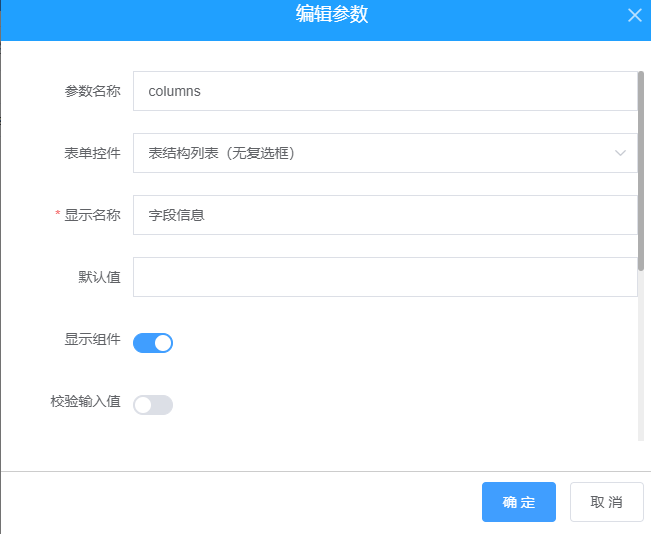 编辑参数
参数名称 columns
表单控件 表结构列表（无复选框）
* 显示名称 字段信息
默认值
显示组件
校验输入值
确 定 取 消